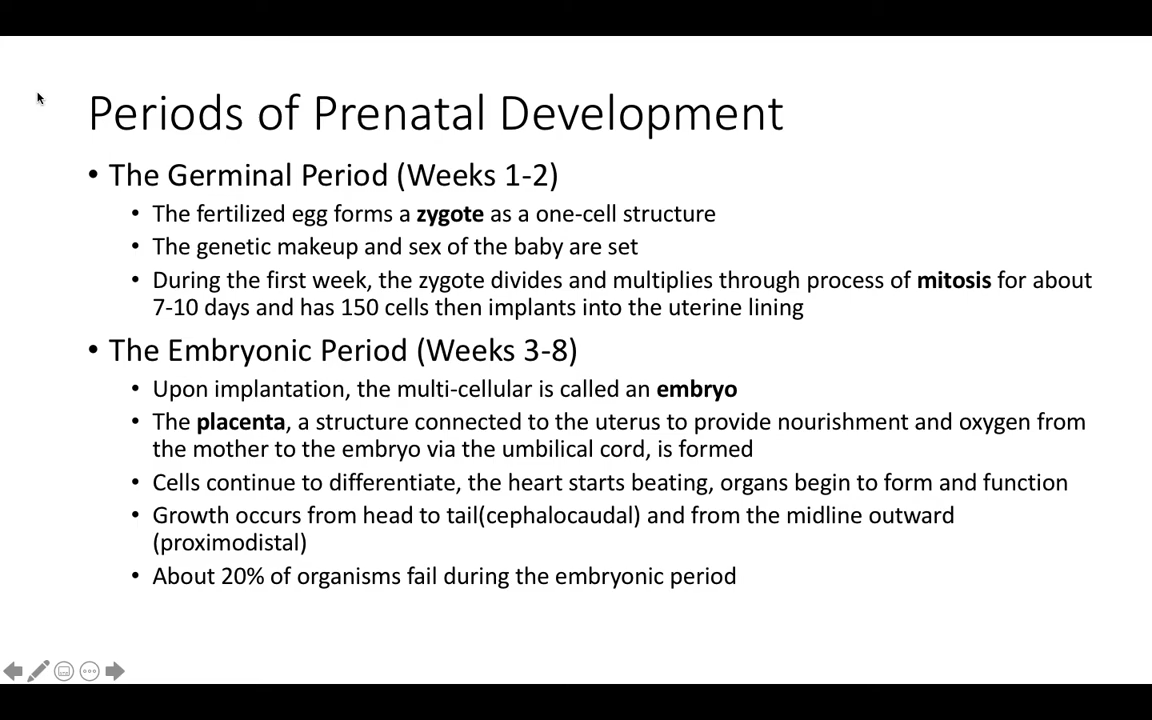 Periods of Prenatal Development
• The Germinal Period (Weeks 1-2)
• The fertilized egg forms a zygote as a one-cell structure
• The genetic makeup and sex of the baby are set
• During the first week, the zygote divides and multiplies through process of mitosis for about
7-10 days and has 150 cells then implants into the uterine lining
• The Embryonic Period (Weeks 3-8)
• Upon implantation, the multi-cellular is called an embryo
• The placenta, a structure connected to the uterus to provide nourishment and oxygen from
the mother to the embryo via the umbilical cord, is formed
• Cells continue to differentiate, the heart starts beating, organs begin to form and function
• Growth occurs from head to tail(cephalocaudal) and from the midline outward
(proximodistal)
• About 20% of organisms fail during the embryonic period